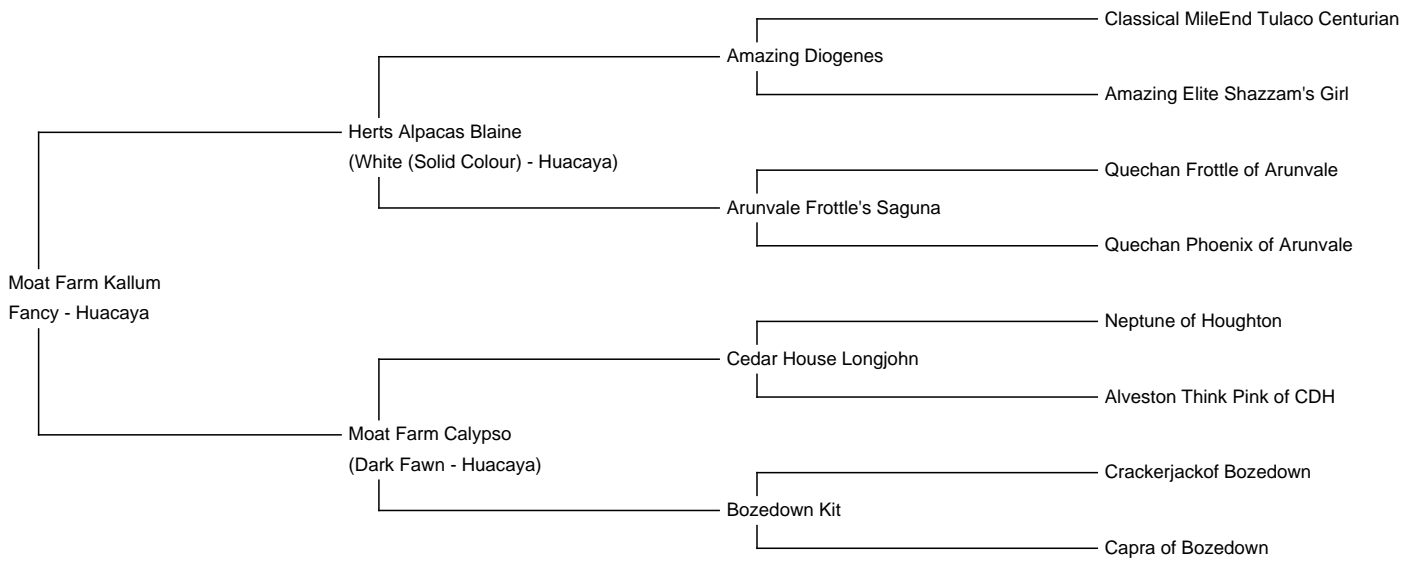 Classical MileEnd Tulaco Centurian
Amazing Diogenes
Amazing Elite Shazzam's Girl
Herts Alpacas Blaine
(White (Solid Colour) - Huacaya)
Quechan Frottle of Arunvale
Arunvale Frottle's Saguna
Quechan Phoenix of Arunvale
Moat Farm Kallum
Fancy - Huacaya
Neptune of Houghton
Cedar House Longjohn
Alveston Think Pink of CDH
Moat Farm Calypso
(Dark Fawn - Huacaya)
Crackerjackof Bozedown
Bozedown Kit
Capra of Bozedown